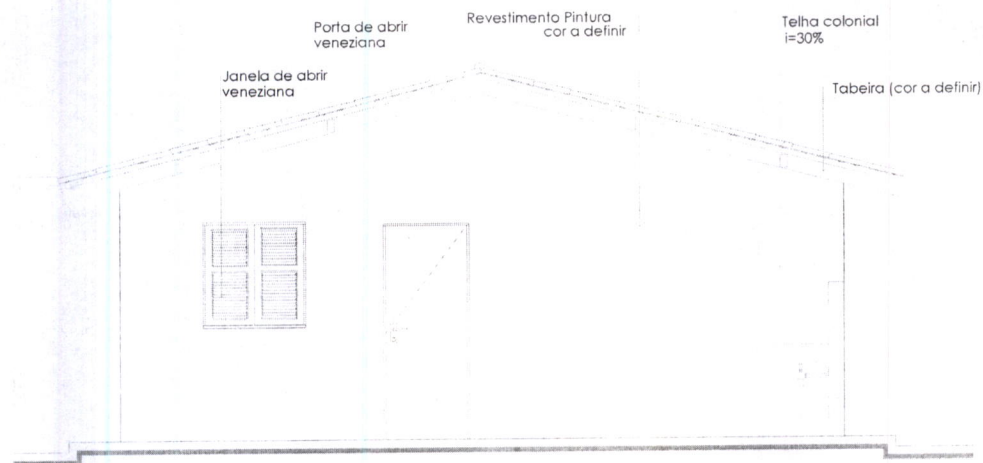 Porta de abrir
veneziana
Revestimento Pintura
cor a definir
Telha colonial
i=30%
Janela de abrir
veneziana
Tabeira (cor a definir)